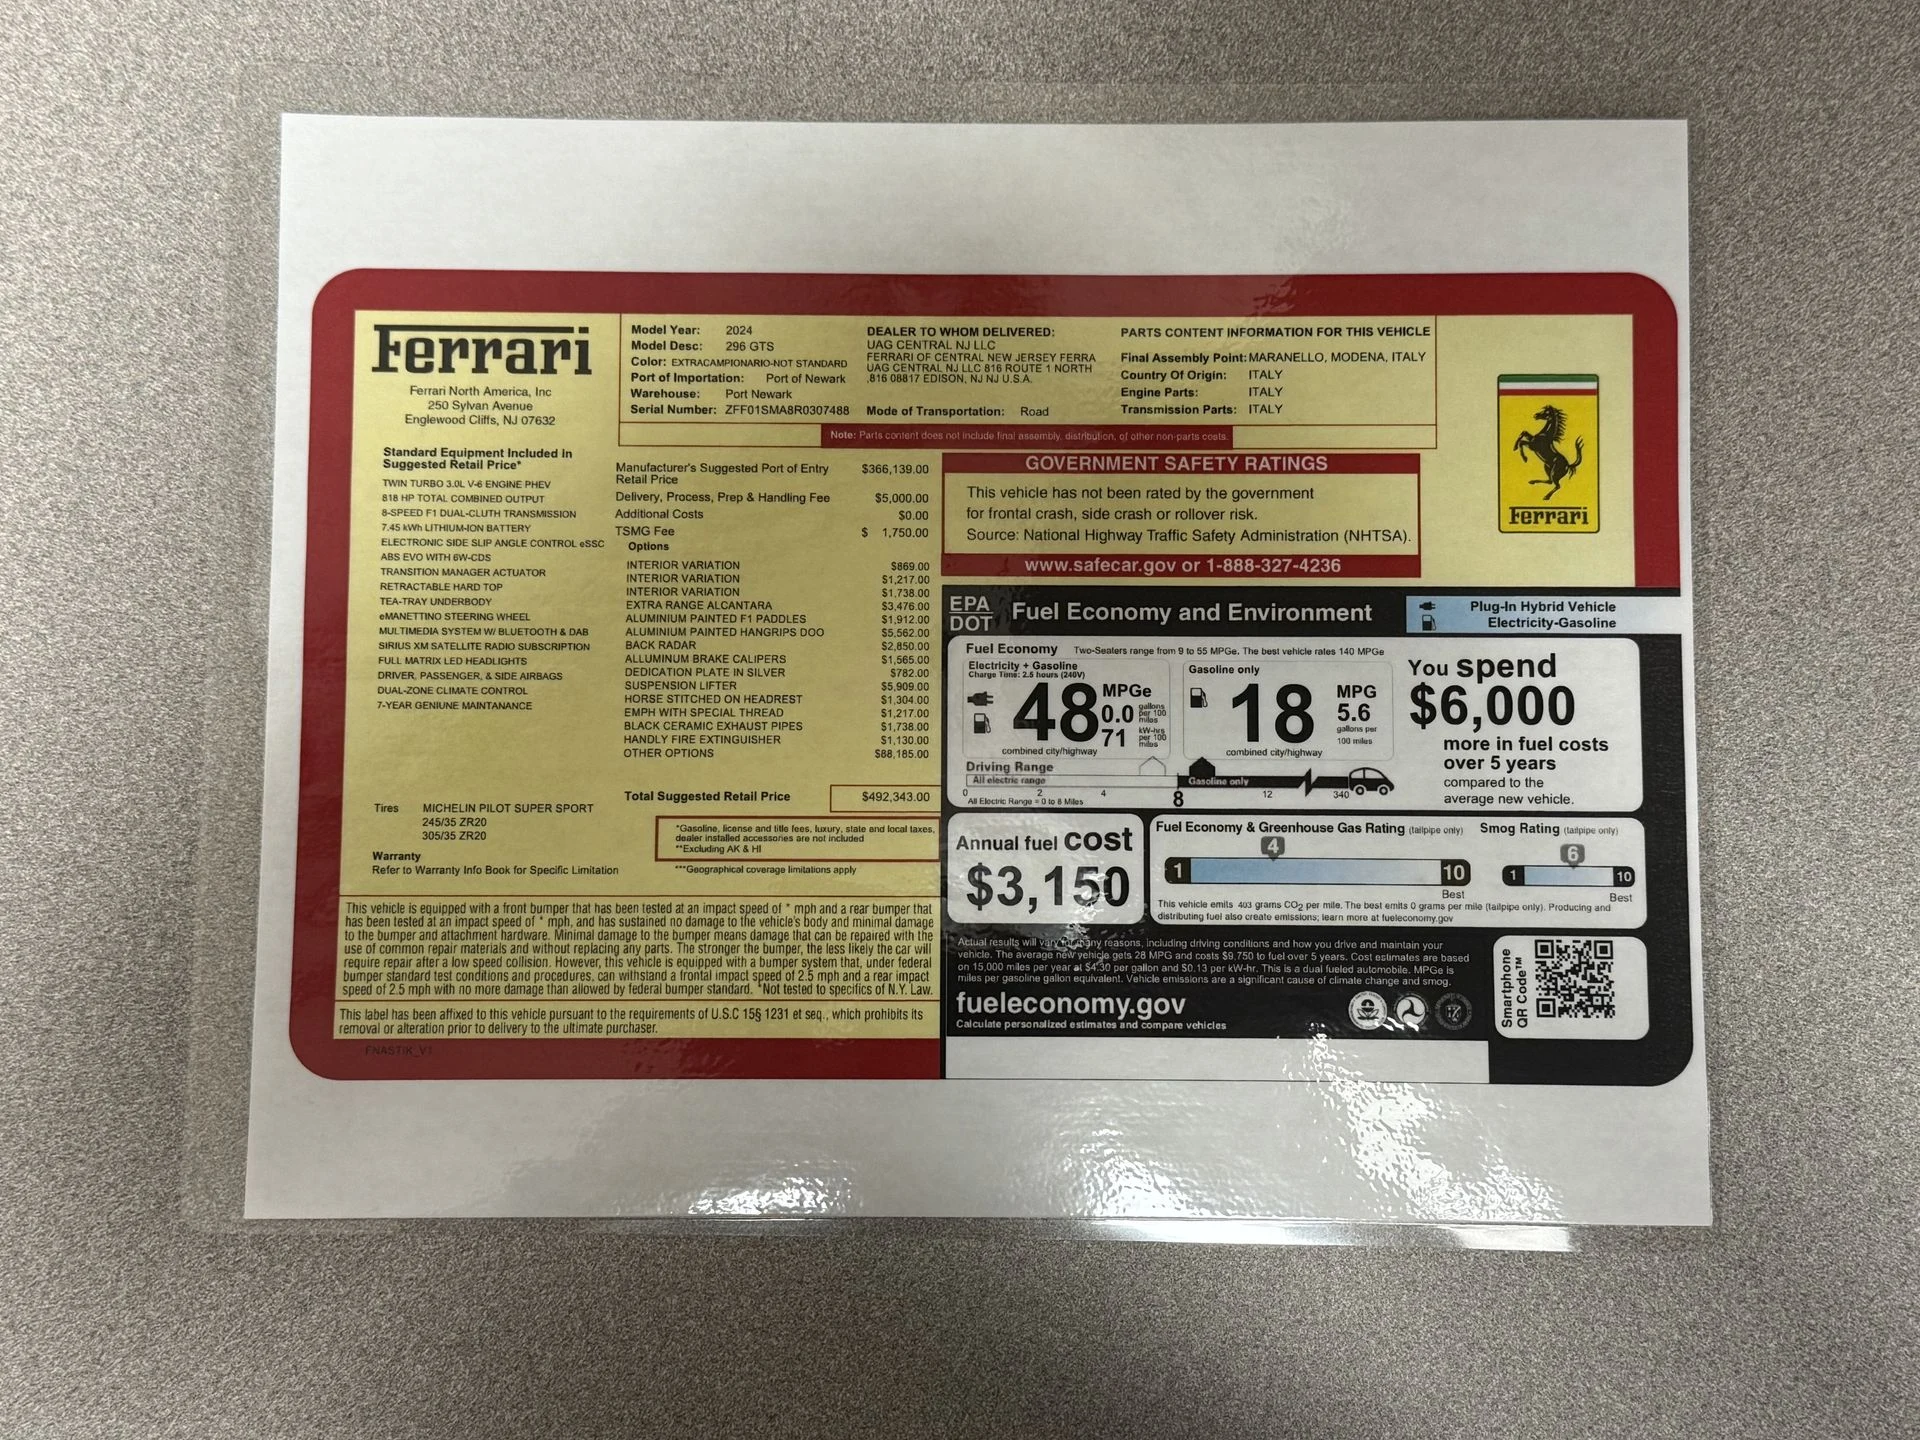 Ferrari
Ferrari North America, Inc
250 Sylvan Avenue
Englewood Cliffs, NJ 07632
Standard Equipment Included In
Suggested Retail Price*
TWIN TURBO 3.0L V-6 ENGINE PHEV
818 HP TOTAL COMBINED OUTPUT
8-SPEED F1 DUAL-CLUTH TRANSMISSION
7.45 kWh LITHIUM-ION BATTERY
ELECTRONIC SIDE SLIP ANGLE CONTROL eSSC
ABS EVO WITH 6W-CDS
TRANSITION MANAGER ACTUATOR
RETRACTABLE HARD TOP
TEA-TRAY UNDERBODY
eMANETTINO STEERING WHEEL
MULTIMEDIA SYSTEM W/ BLUETOOTH & DAB
SIRIUS XM SATELLITE RADIO SUBSCRIPTION
FULL MATRIX LED HEADLIGHTS
DRIVER, PASSENGER, & SIDE AIRBAGS
DUAL-ZONE CLIMATE CONTROL
7-YEAR GENIUNE MAINTANANCE
Tires MICHELIN PILOT SUPER SPORT
245/35 ZR20
305/35 ZR20
Warranty
Refer to Warranty Info Book for Specific Limitation
Model Year: 2024
Model Desc: 296 GTS
Color: EXTRACAMPIONARIO-NOT STANDARD
Port of Importation: Port of Newark
Warehouse: Port Newark
Serial Number: ZFF01SMA8R0307488
DEALER TO WHOM DELIVERED:
UAG CENTRAL NJ LLC
FERRARI OF CENTRAL NEW JERSEY FERRA
UAG CENTRAL NJ LLC 816 ROUTE 1 NORTH
,816 08817 EDISON, NJ NJ U.S.A.
Mode of Transportation: Road
PARTS CONTENT INFORMATION FOR THIS VEHICLE
Final Assembly Point: MARANELLO, MODENA, ITALY
Country Of Origin: ITALY
Engine Parts: ITALY
Transmission Parts: ITALY
Note: Parts content does not include final assembly, distribution, of other non-parts costs.
Manufacturer's Suggested Port of Entry
Retail Price $366,139.00
Delivery, Process, Prep & Handling Fee $5,000.00
Additional Costs $0.00
TSMG Fee $ 1,750.00
Options
INTERIOR VARIATION $869.00
INTERIOR VARIATION $1,217.00
INTERIOR VARIATION $1,738.00
EXTRA RANGE ALCANTARA $3,476.00
ALUMINIUM PAINTED F1 PADDLES $1,912.00
ALUMINIUM PAINTED HANGRIPS DOO $5,562.00
BACK RADAR $2,850.00
ALLUMINUM BRAKE CALIPERS $1,565.00
DEDICATION PLATE IN SILVER $782.00
SUSPENSION LIFTER $5,909.00
HORSE STITCHED ON HEADREST $1,304.00
EMPH WITH SPECIAL THREAD $1,217.00
BLACK CERAMIC EXHAUST PIPES $1,738.00
HANDLY FIRE EXTINGUISHER $1,130.00
OTHER OPTIONS $88,185.00
Total Suggested Retail Price $492,343.00
*Gasoline, license and title fees, luxury, state and local taxes,
dealer installed accessories are not included
**Excluding AK & HI
***Geographical coverage limitations apply
This vehicle is equipped with a front bumper that has been tested at an impact speed of * mph and a rear bumper that
has been tested at an impact speed of * mph, and has sustained no damage to the vehicle's body and minimal damage
to the bumper and attachment hardware. Minimal damage to the bumper means damage that can be repaired with the
use of common repair materials and without replacing any parts. The stronger the bumper, the less likely the car will
require repair after a low speed collision. However, this vehicle is equipped with a bumper system that, under federal
bumper standard test conditions and procedures, can withstand a frontal impact speed of 2.5 mph and a rear impact
speed of 2.5 mph with no more damage than allowed by federal bumper standard. *Not tested to specifics of N.Y. Law.
This label has been affixed to this vehicle pursuant to the requirements of U.S.C 15§ 1231 et seq., which prohibits its
removal or alteration prior to delivery to the ultimate purchaser.
FNASTIK_V1
GOVERNMENT SAFETY RATINGS
This vehicle has not been rated by the government
for frontal crash, side crash or rollover risk.
Source: National Highway Traffic Safety Administration (NHTSA).
www.safecar.gov or 1-888-327-4236
Ferrari
EPA
DOT
Fuel Economy and Environment
Plug-In Hybrid Vehicle
Electricity-Gasoline
Fuel Economy Two-Seaters range from 9 to 55 MPGe. The best vehicle rates 140 MPGe
Electricity + Gasoline
Charge Time: 2.5 hours (240V)
48 MPGe
0.0 gallons per 100 miles
71 kW-hrs per 100 miles
combined city/highway
Gasoline only
18 MPG
5.6
gallons per
100 miles
combined city/highway
You spend
$6,000
more in fuel costs
over 5 years
compared to the
average new vehicle.
Driving Range
All electric range
Gasoline only
0 2 4 8 12 340
All Electric Range = 0 to 8 Miles
Annual fuel cost
$3,150
Fuel Economy & Greenhouse Gas Rating (tailpipe only)
4
1 10
Best
Smog Rating (tailpipe only)
6
1 10
Best
This vehicle emits 403 grams CO2 per mile. The best emits 0 grams per mile (tailpipe only). Producing and
distributing fuel also create emissions; learn more at fueleconomy.gov
Actual results will vary for many reasons, including driving conditions and how you drive and maintain your
vehicle. The average new vehicle gets 28 MPG and costs $9,750 to fuel over 5 years. Cost estimates are based
on 15,000 miles per year at $4.30 per gallon and $0.13 per kW-hr. This is a dual fueled automobile. MPGe is
miles per gasoline gallon equivalent. Vehicle emissions are a significant cause of climate change and smog.
fueleconomy.gov
Calculate personalized estimates and compare vehicles
Smartphone
QR Code™